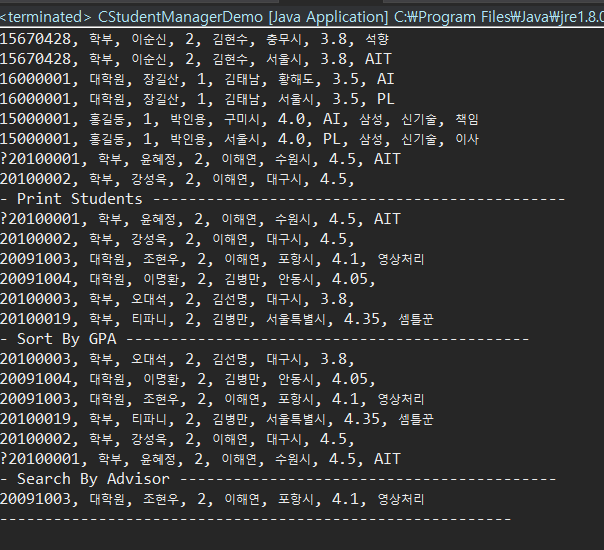 <terminated> CStudentManagerDemo [Java Application] C:₩Program Files₩Java₩jre1.8.0
15670428, 학부, 이순신, 2, 김현수, 충무시, 3.8, 석향
15670428, 학부, 이순신, 2, 김현수, 서울시, 3.8, AIT
16000001, 대학원, 장길산, 1, 김태남, 황해도, 3.5, AI
16000001, 대학원, 장길산, 1, 김태남, 서울시, 3.5, PL
15000001, 홍길동, 1, 박인용, 구미시, 4.0, AI, 삼성, 신기술, 책임
15000001, 홍길동, 1, 박인용, 서울시, 4.0, PL, 삼성, 신기술, 이사
?20100001, 학부, 윤혜정, 2, 이해연, 수원시, 4.5, AIT
20100002, 학부, 강성욱, 2, 이해연, 대구시, 4.5,
- Print Students ----------------------------------------------
?20100001, 학부, 윤혜정, 2, 이해연, 수원시, 4.5, AIT
20100002, 학부, 강성욱, 2, 이해연, 대구시, 4.5,
20091003, 대학원, 조현우, 2, 이해연, 포항시, 4.1, 영상처리
20091004, 대학원, 이명환, 2, 김병만, 안동시, 4.05,
20100003, 학부, 오대석, 2, 김선명, 대구시, 3.8,
20100019, 학부, 티파니, 2, 김병만, 서울특별시, 4.35, 셈틀꾼
- Sort By GPA ---------------------------------------------
20100003, 학부, 오대석, 2, 김선명, 대구시, 3.8,
20091004, 대학원, 이명환, 2, 김병만, 안동시, 4.05,
20091003, 대학원, 조현우, 2, 이해연, 포항시, 4.1, 영상처리
20100019, 학부, 티파니, 2, 김병만, 서울특별시, 4.35, 셈틀꾼
20100002, 학부, 강성욱, 2, 이해연, 대구시, 4.5,
?20100001, 학부, 윤혜정, 2, 이해연, 수원시, 4.5, AIT
- Search By Advisor ------------------------------------------
20091003, 대학원, 조현우, 2, 이해연, 포항시, 4.1, 영상처리
---------------------------------------------------------